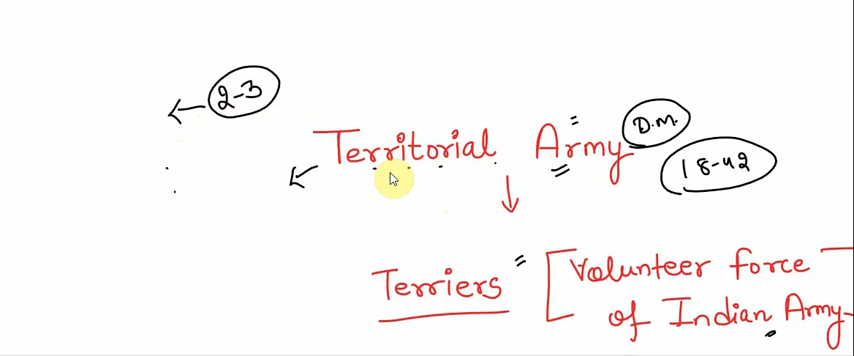 2-3
Territorial Army D.M.
18-42
Terriers = [Volunteer force
of Indian Army